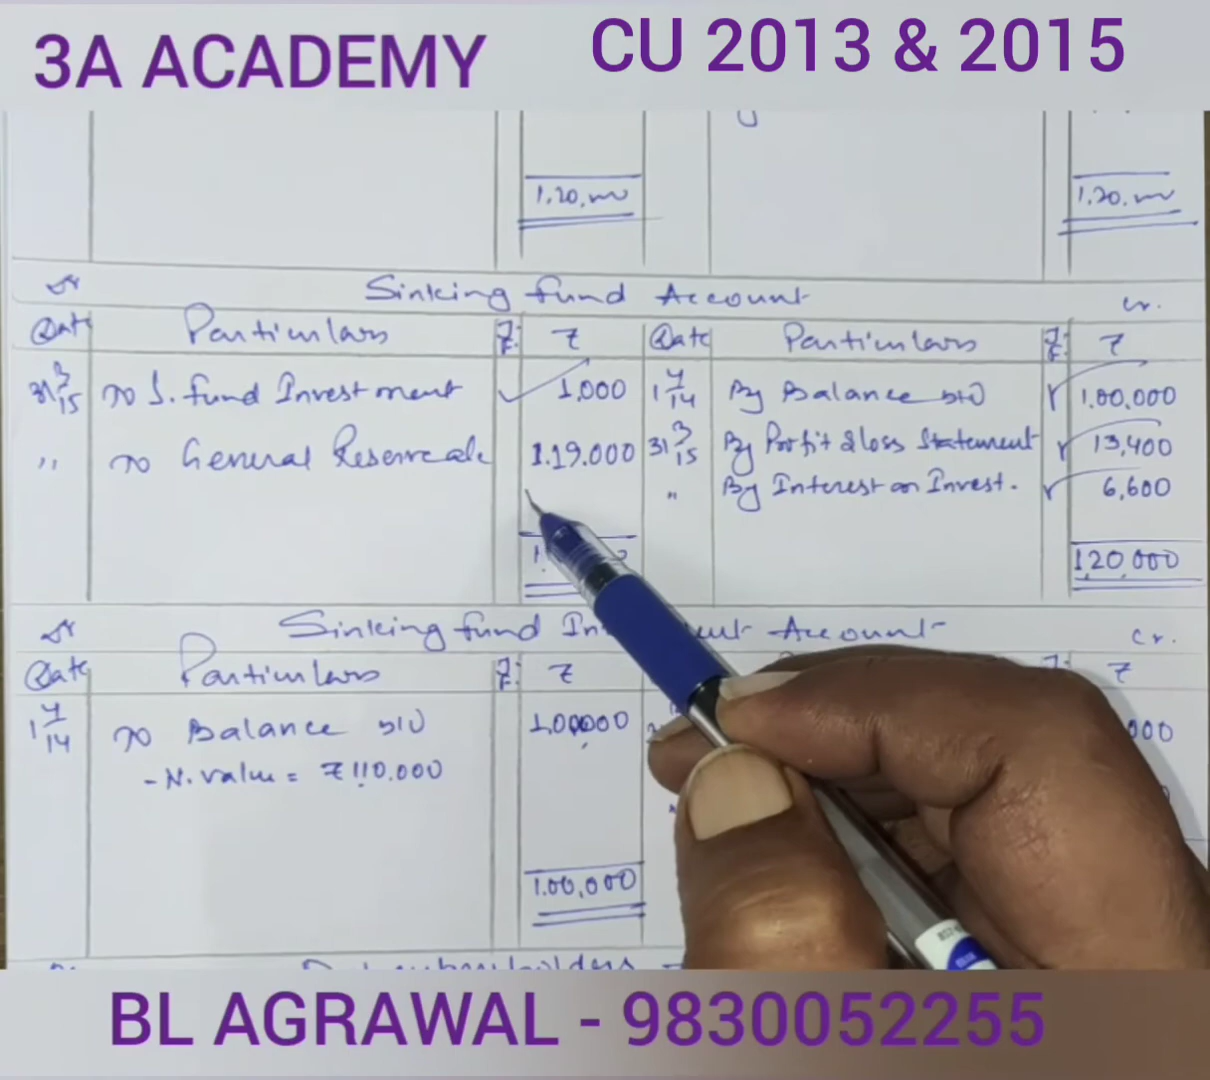 3A ACADEMY
CU 2013 & 2015
1,20,000 1,20,000
Sinking Fund Account
Dr Cr.
Date Particulars ₹ Date Particulars ₹
31/3/15 To S. Fund Investment 1,000 1/4/14 By Balance b/d 1,00,000
" To General Reserve a/c 1,19,000 31/3/15 By Porfit & loss Statement 13,400
" By Interest on Invest. 6,600
120,000
Sinking Fund Account
Dr Cr.
Date Particulars ₹ ₹
1/4/14 To Balance b/d 1,00,000 000
- N. value = ₹ 110,000
1,00,000
BL AGRAWAL - 9830052255